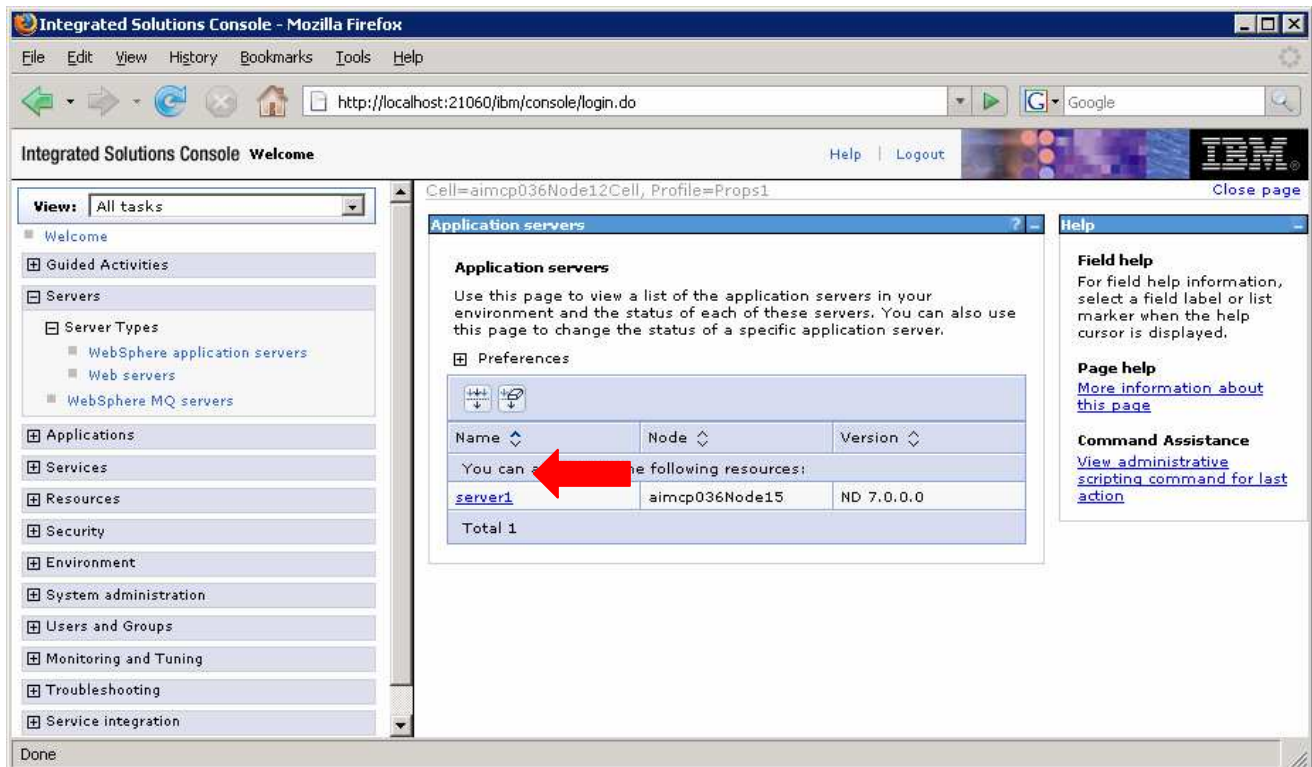 Integrated Solutions Console - Mozilla Firefox
File Edit View History Bookmarks Tools Help
http://localhost:21060/ibm/console/login.do
G Google
Integrated Solutions Console Welcome
Help | Logout
IBM®
View: All tasks
Welcome
Guided Activities
Servers
Server Types
WebSphere application servers
Web servers
WebSphere MQ servers
Applications
Services
Resources
Security
Environment
System administration
Users and Groups
Monitoring and Tuning
Troubleshooting
Service integration
Cell=aimcp036Node12Cell, Profile=Props1
Close page
Application servers ? -
Application servers
Use this page to view a list of the application servers in your
environment and the status of each of these servers. You can also use
this page to change the status of a specific application server.
Preferences
Name Node Version
You can the following resources:
server1 aimcp036Node15 ND 7.0.0.0
Total 1
Help -
Field help
For field help information,
select a field label or list
marker when the help
cursor is displayed.
Page help
More information about
this page
Command Assistance
View administrative
scripting command for last
action
Done